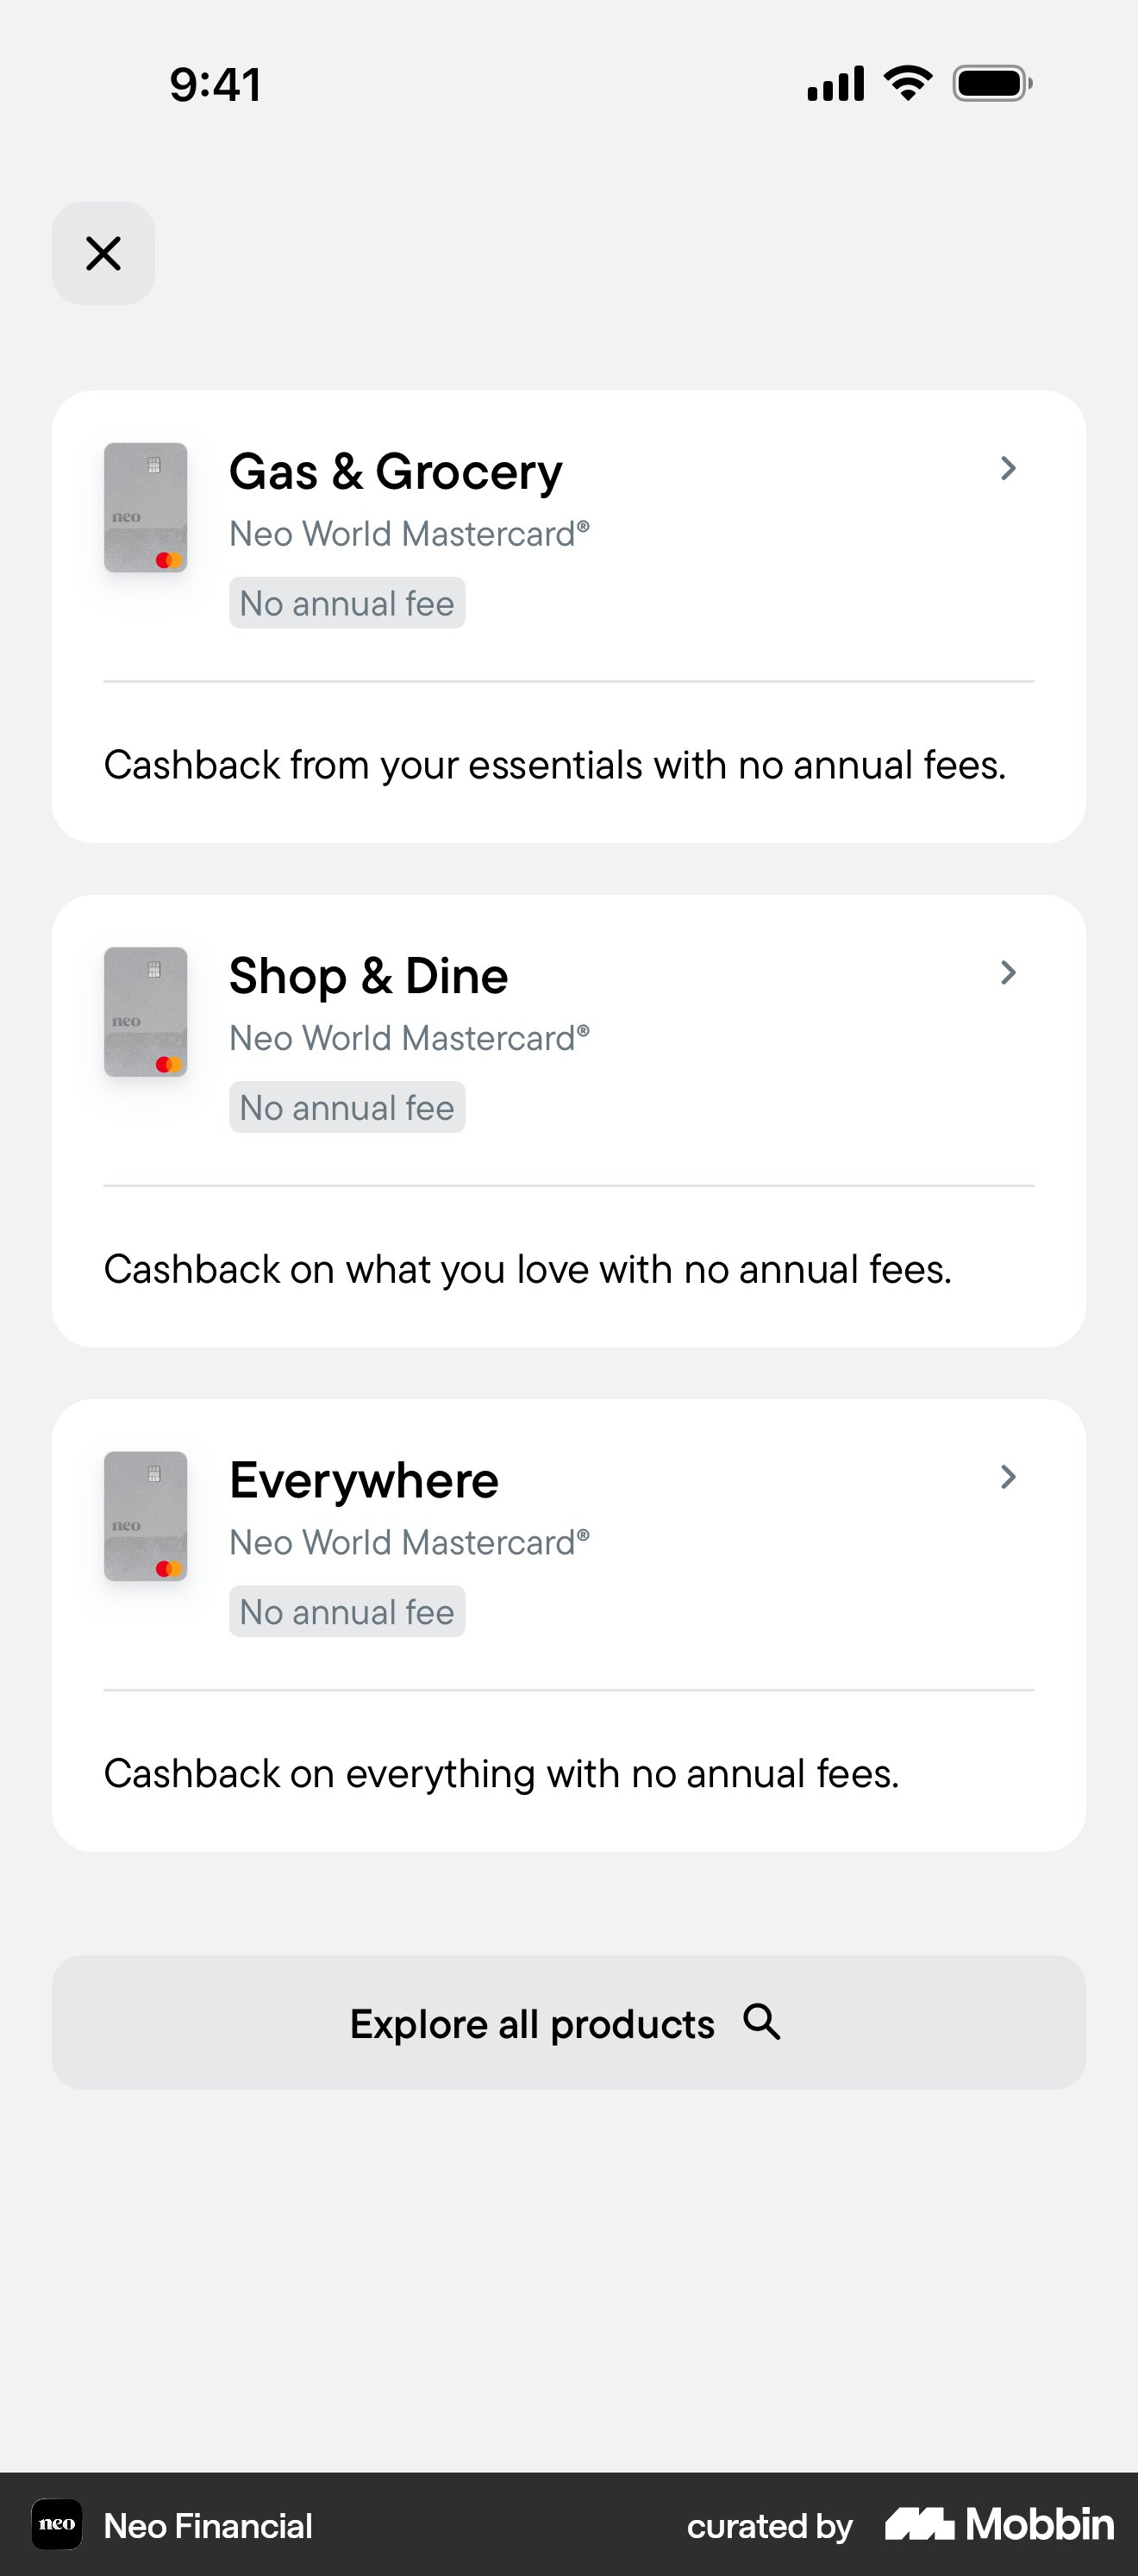 9:41
neo
Gas & Grocery
Neo World Mastercard®
No annual fee
Cashback from your essentials with no annual fees.
neo
Shop & Dine
Neo World Mastercard®
No annual fee
Cashback on what you love with no annual fees.
neo
Everywhere
Neo World Mastercard®
No annual fee
Cashback on everything with no annual fees.
Explore all products
neo Neo Financial curated by Mobbin